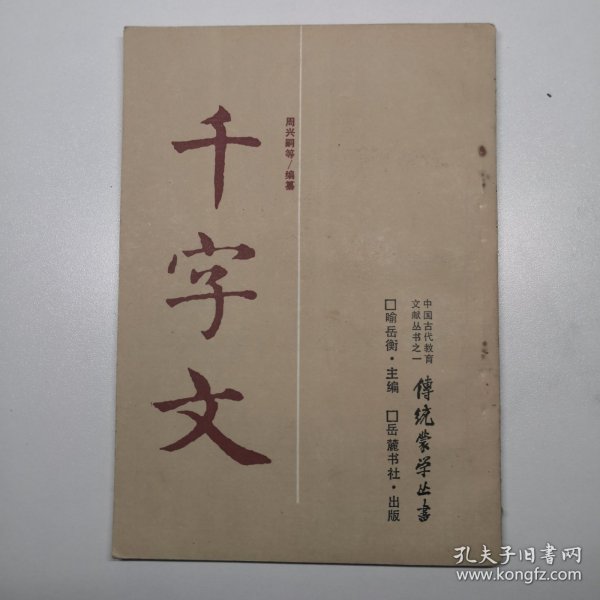 千字文
周兴嗣等/编纂
中国古代教育
文献丛书之一
傳统蒙学丛書
□喻岳衡·主编 □岳麓书社·出版
孔夫子旧书网
www.kongfz.com